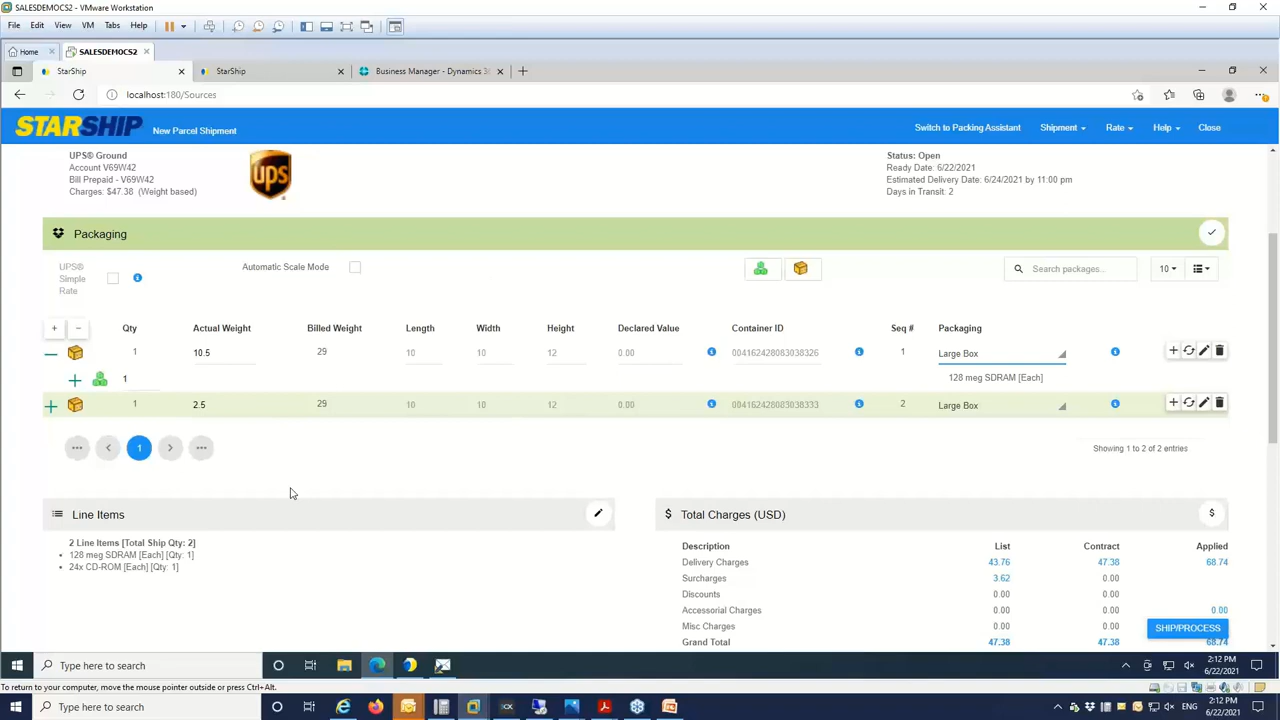 SALESDEMOCS2 - VMware Workstation
File Edit View VM Tabs Help
Home SALESDEMOCS2
StarShip StarShip Business Manager - Dynamics 3
localhost:180/Sources
STARSHIP New Parcel Shipment Switch to Packing Assistant Shipment Rate Help Close
UPS® Ground
Account V69W42
Bill Prepaid - V69W42
Charges: $47.38 (Weight based)
ups
Status: Open
Ready Date: 6/22/2021
Estimated Delivery Date: 6/24/2021 by 11:00 pm
Days in Transit: 2
Packaging
UPS®
Simple
Rate
Automatic Scale Mode
Search packages...
10
Qty Actual Weight Billed Weight Length Width Height Declared Value Container ID Seq # Packaging
1 10.5 29 10 10 12 0.00 004162428083038326 1 Large Box
1 128 meg SDRAM [Each]
1 2.5 29 10 10 12 0.00 004162428083038333 2 Large Box
1
Showing 1 to 2 of 2 entries
Line Items
2 Line Items [Total Ship Qty: 2]
• 128 meg SDRAM [Each] [Qty: 1]
• 24x CD-ROM [Each] [Qty: 1]
$ Total Charges (USD) $
Description List Contract Applied
Delivery Charges 43.76 47.38 68.74
Surcharges 3.62 0.00
Discounts 0.00 0.00
Accessorial Charges 0.00 0.00 0.00
Misc Charges 0.00 0.00
Grand Total 47.38 47.38 68.74
SHIP/PROCESS
Type here to search
2:12 PM
6/22/2021
To return to your computer, move the mouse pointer outside or press Ctrl+Alt.
Type here to search
2:12 PM
6/22/2021